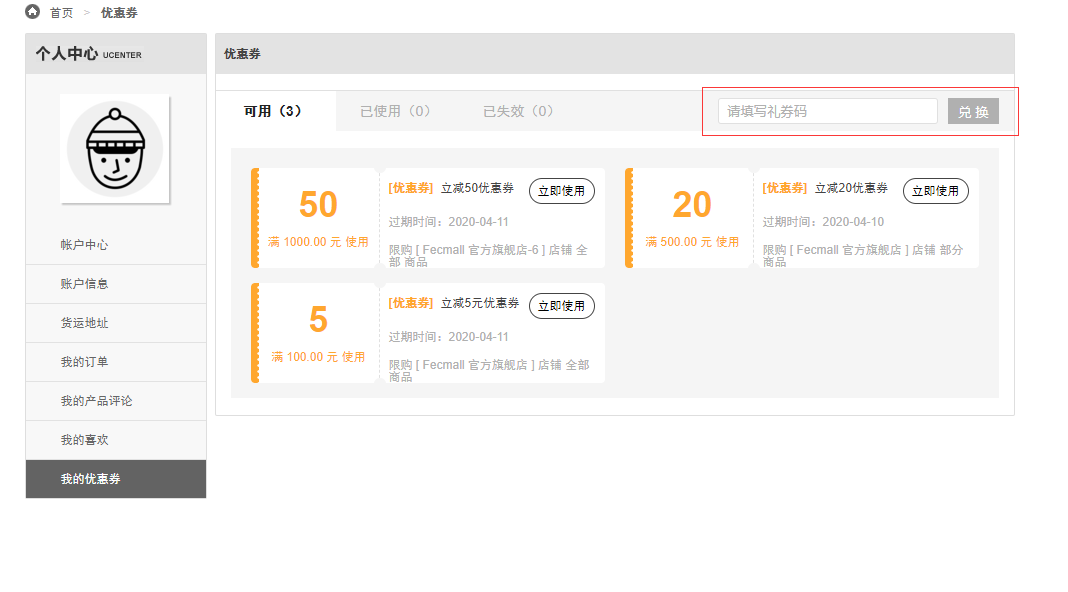 首页 > 优惠券
个人中心 UCENTER
帐户中心
账户信息
货运地址
我的订单
我的产品评论
我的喜欢
我的优惠券
优惠券
可用（3） 已使用（0） 已失效（0） 请填写礼券码 兑 换
50
满 1000.00 元 使用
[优惠券] 立减50优惠券 立即使用
过期时间：2020-04-11
限购 [ Fecmall 官方旗舰店-6 ] 店铺 全
部 商品
20
满 500.00 元 使用
[优惠券] 立减20优惠券 立即使用
过期时间：2020-04-10
限购 [ Fecmall 官方旗舰店 ] 店铺 部分
商品
5
满 100.00 元 使用
[优惠券] 立减5元优惠券 立即使用
过期时间：2020-04-11
限购 [ Fecmall 官方旗舰店 ] 店铺 全部
商品